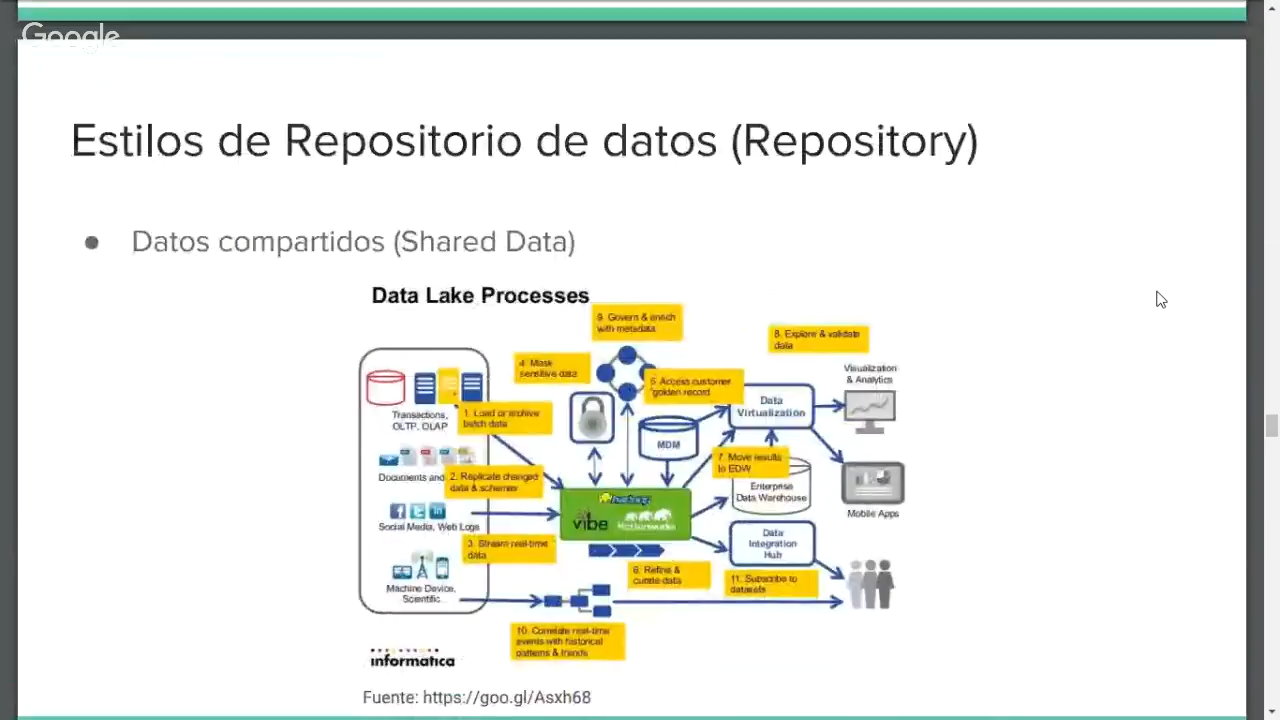 Google
Estilos de Repositorio de datos (Repository)
● Datos compartidos (Shared Data)
Data Lake Processes
9. Govern & enrich
with metadata
8. Explore & validate
data
4. Mask
sensitive data
5. Access customer
"golden record
Visualization
& Analytics
Transactions,
OLTP, OLAP
1. Load or archive
batch data
Data
Virtualization
MDM
Documents and
2. Replicate changed
data & schemas
7. Move results
to EDW
Enterprise
Data Warehouse
Mobile Apps
Social Media, Web Logs
hadoop
vibe
Hortonworks
3. Stream real-time
data
Data
Integration
Hub
6. Refine &
curate data
11. Subscribe to
datasets
Machine Device,
Scientific
10. Correlate real-time
events with historical
patterns & trends
informatica
Fuente: https://goo.gl/Asxh68